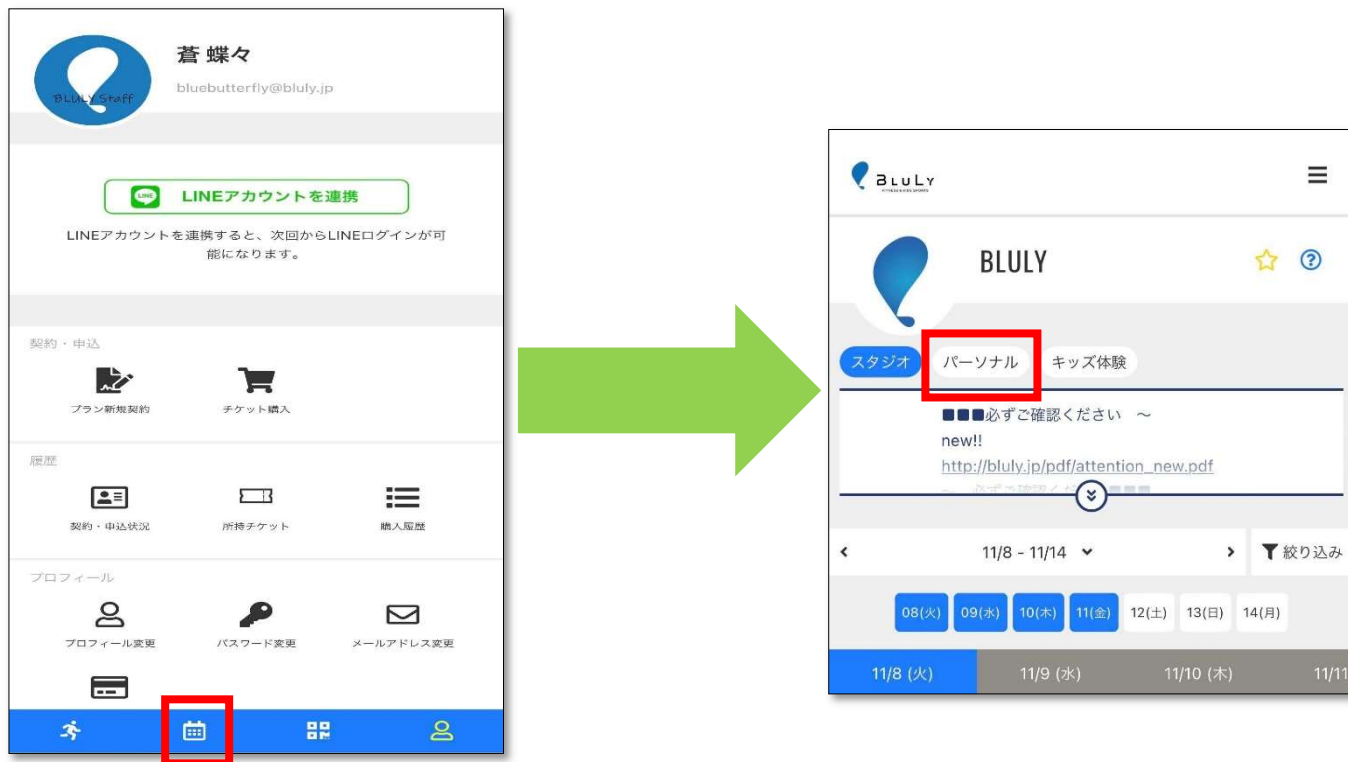 蒼 蝶々
bluebutterfly@bluly.jp
BLULY Staff
LINE
LINEアカウントを連携
LINEアカウントを連携すると、次回からLINEログインが可
能になります。
契約・申込
プラン新規契約
チケット購入
履歴
契約・申込状況
所持チケット
購入履歴
プロフィール
プロフィール変更
パスワード変更
メールアドレス変更
BLULY
BLULY
スタジオ
パーソナル
キッズ体験
■■■必ずご確認ください ～
new!!
http://bluly.jp/pdf/attention_new.pdf
11/8 - 11/14
絞り込み
08(火) 09(水) 10(木) 11(金) 12(土) 13(日) 14(月)
11/8 (火) 11/9 (水) 11/10 (木) 11/11